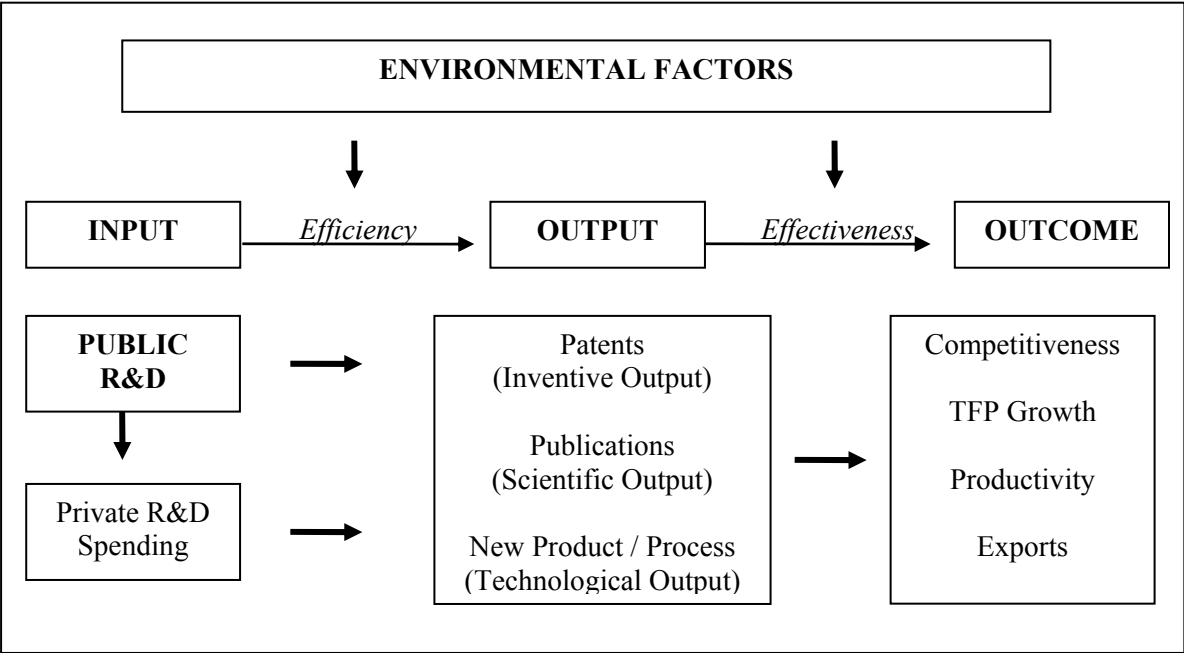 ENVIRONMENTAL FACTORS
INPUT
Efficiency
OUTPUT
Effectiveness
OUTCOME
PUBLIC
R&D
Private R&D
Spending
Patents
(Inventive Output)
Publications
(Scientific Output)
New Product / Process
(Technological Output)
Competitiveness
TFP Growth
Productivity
Exports